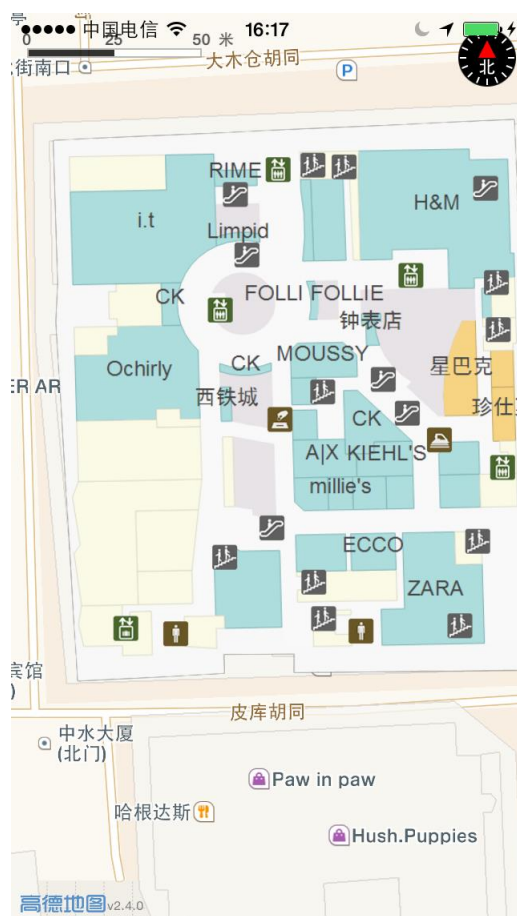 中国电信 16:17
0 25 50 米
北
街南口
大木仓胡同
P
RIME
H&M
i.t
Limpid
CK
FOLLI FOLLIE
钟表店
MOUSSY
星巴克
Ochirly
CK
ER AR
西铁城
珍仕
CK
A|X KIEHL'S
millie's
ECCO
ZARA
宾馆
)
皮库胡同
中水大厦
(北门)
Paw in paw
哈根达斯
Hush.Puppies
高德地图 v2.4.0